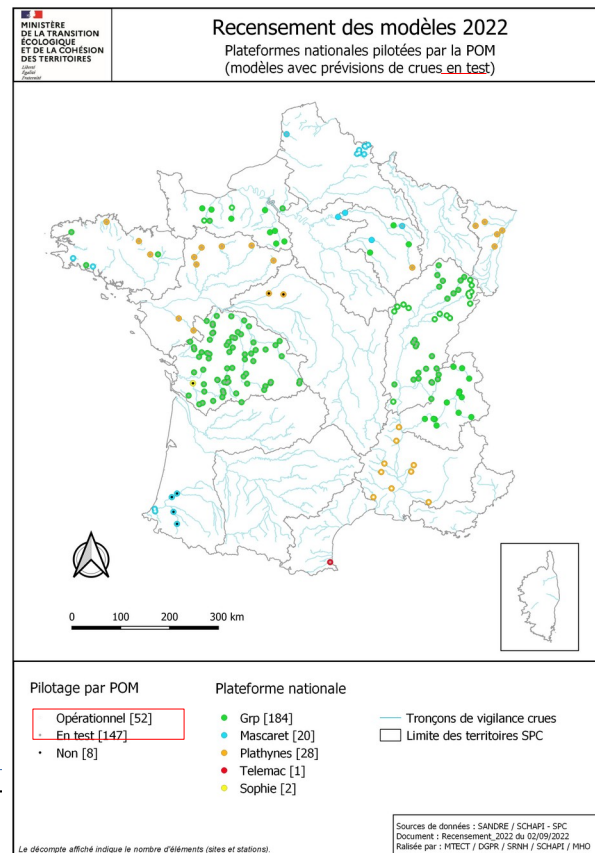 MINISTÈRE
DE LA TRANSITION
ÉCOLOGIQUE
ET DE LA COHÉSION
DES TERRITOIRES
Liberté
Égalité
Fraternité
Recensement des modèles 2022
Plateformes nationales pilotées par la POM
(modèles avec prévisions de crues en test)
0 100 200 300 km
Pilotage par POM
Opérationnel [52]
En test [147]
Non [8]
Plateforme nationale
Grp [184]
Mascaret [20]
Plathynes [28]
Telemac [1]
Sophie [2]
Tronçons de vigilance crues
Limite des territoires SPC
Sources de données : SANDRE / SCHAPI - SPC
Document : Recensement_2022 du 02/09/2022
Ralisée par : MTECT / DGPR / SRNH / SCHAPI / MHO
Le décompte affiché indique le nombre d'éléments (sites et stations).